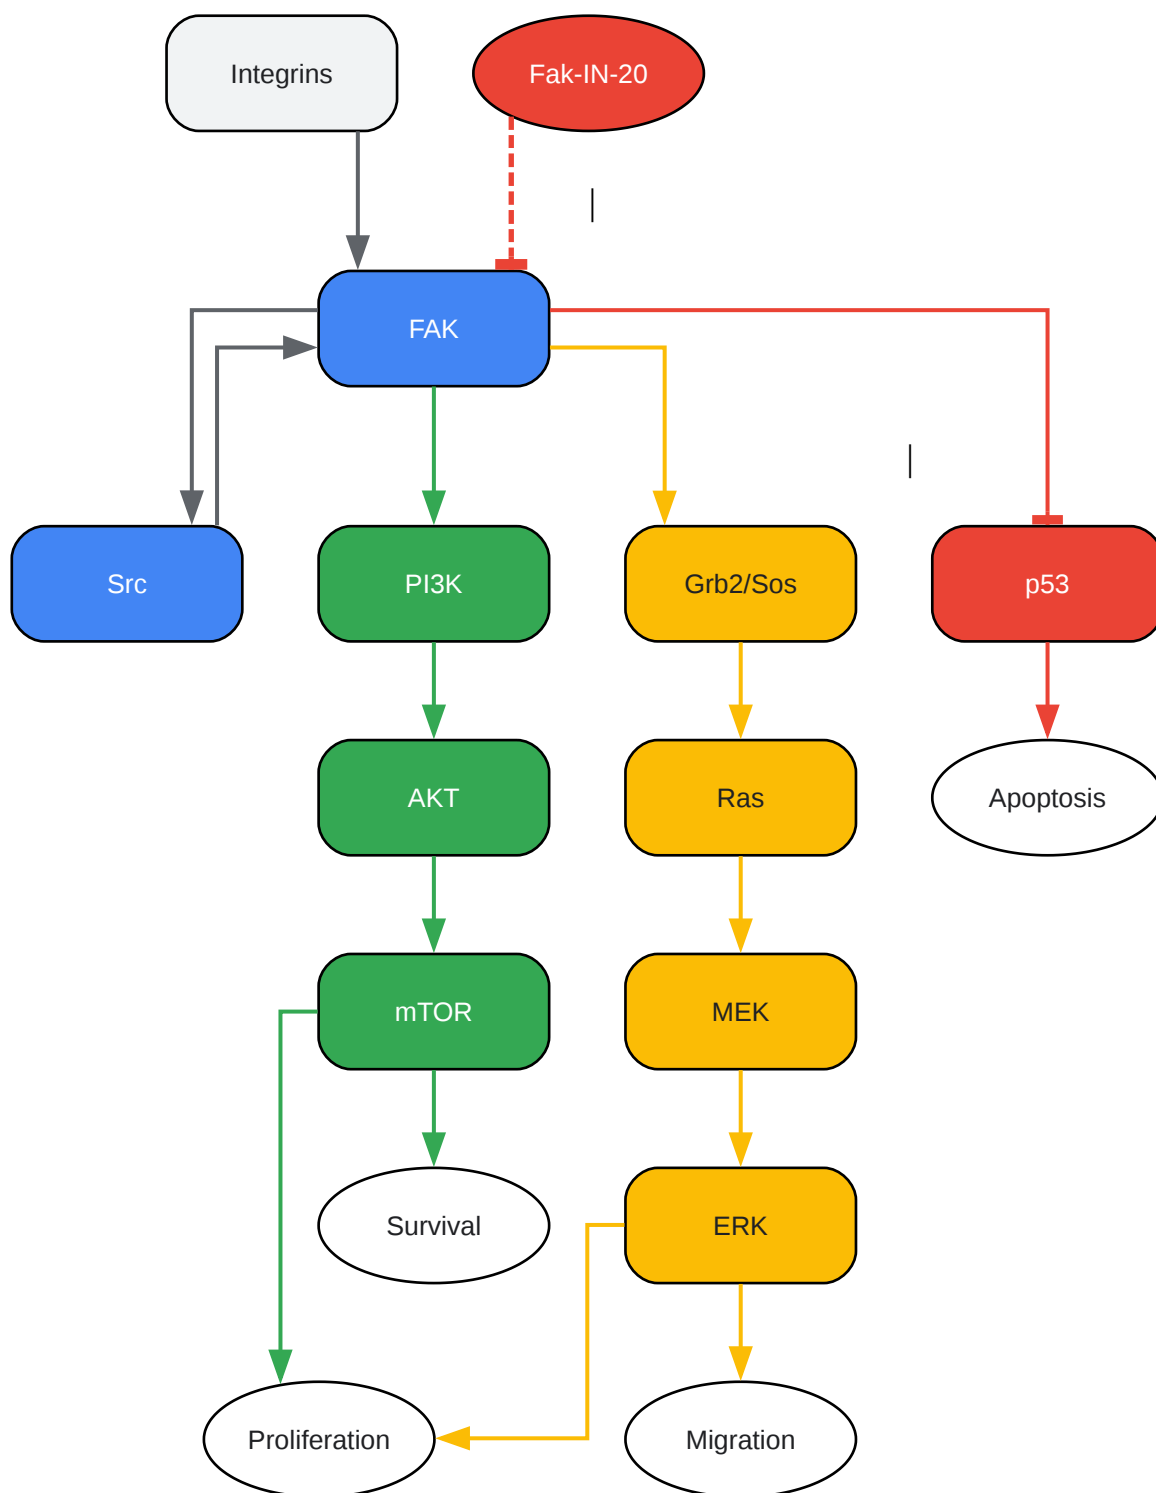 Integrins
Fak-IN-20
|
FAK
|
Src
PI3K
Grb2/Sos
p53
AKT
Ras
Apoptosis
mTOR
MEK
Survival
ERK
Proliferation
Migration